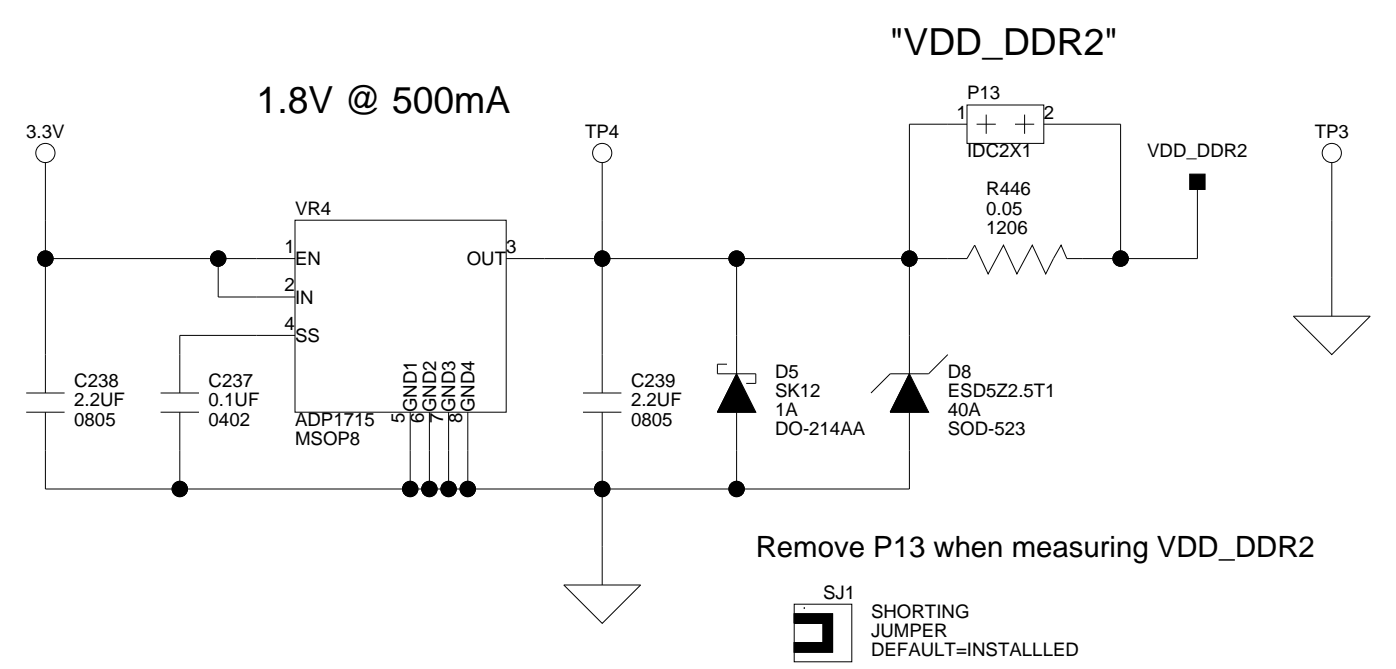 "VDD_DDR2"
1.8V @ 500mA
P13
1
2
IDC2X1
3.3V
TP4
VDD_DDR2
TP3
R446
0.05
1206
VR4
1
EN
OUT
3
2
IN
4
SS
GND1
GND2
GND3
GND4
5
6
7
8
ADP1715
MSOP8
C238
2.2UF
0805
C237
0.1UF
0402
C239
2.2UF
0805
D5
SK12
1A
DO-214AA
D8
ESD5Z2.5T1
40A
SOD-523
Remove P13 when measuring VDD_DDR2
SJ1
SHORTING
JUMPER
DEFAULT=INSTALLLED